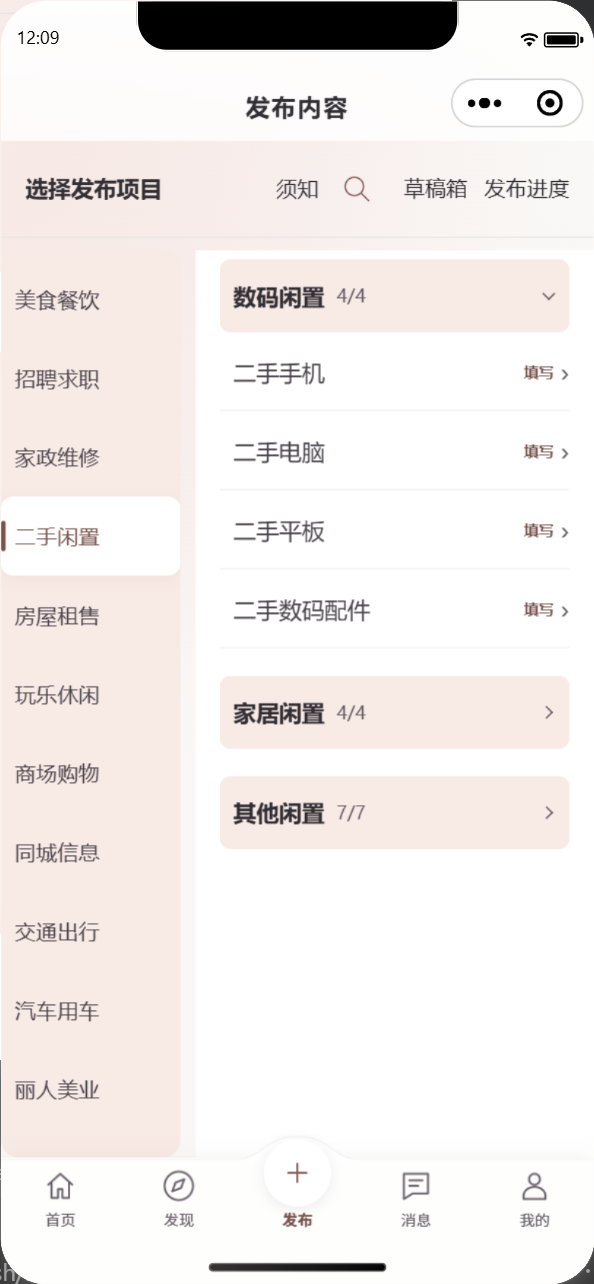 12:09
发布内容
选择发布项目 须知 草稿箱 发布进度
美食餐饮
招聘求职
家政维修
二手闲置
房屋租售
玩乐休闲
商场购物
同城信息
交通出行
汽车用车
丽人美业
数码闲置 4/4
二手手机 填写
二手电脑 填写
二手平板 填写
二手数码配件 填写
家居闲置 4/4
其他闲置 7/7
首页 发现 发布 消息 我的